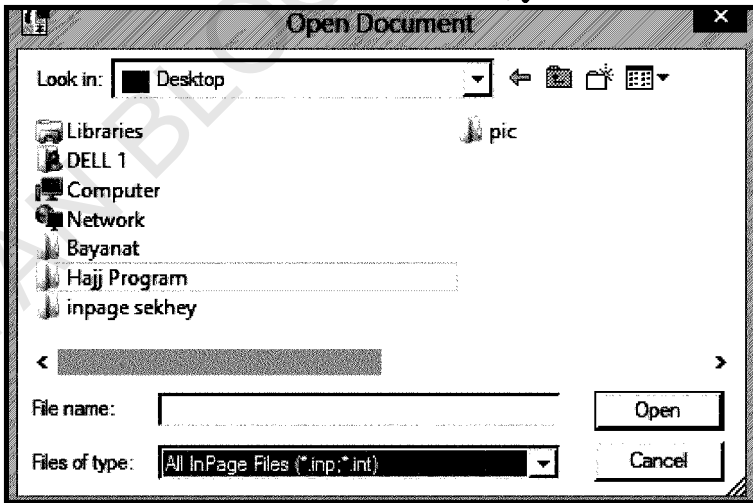 Open Document
Look in: Desktop
Libraries
DELL 1
Computer
Network
Bayanat
Hajj Program
inpage sekhey
pic
File name:
Open
Files of type: All InPage Files (*.inp;*.int)
Cancel